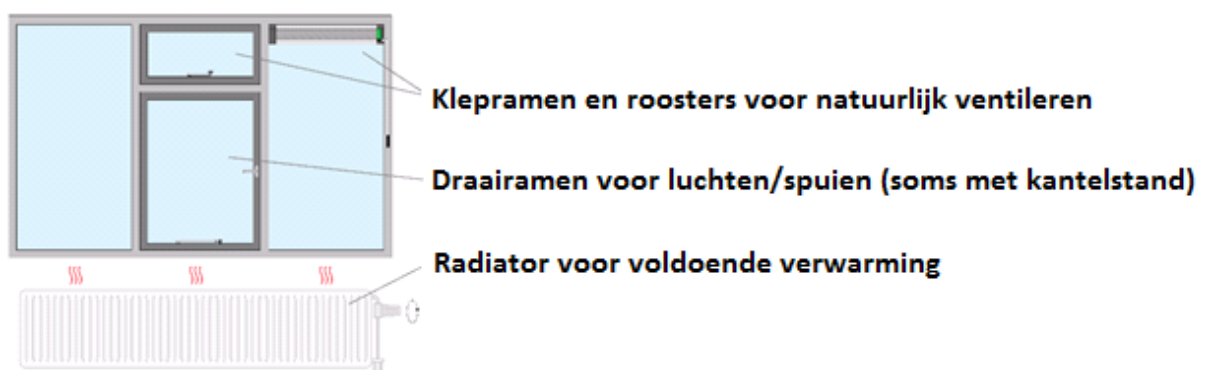 Klepramen en roosters voor natuurlijk ventileren
Draairamen voor luchten/spuien (soms met kantelstand)
Radiator voor voldoende verwarming